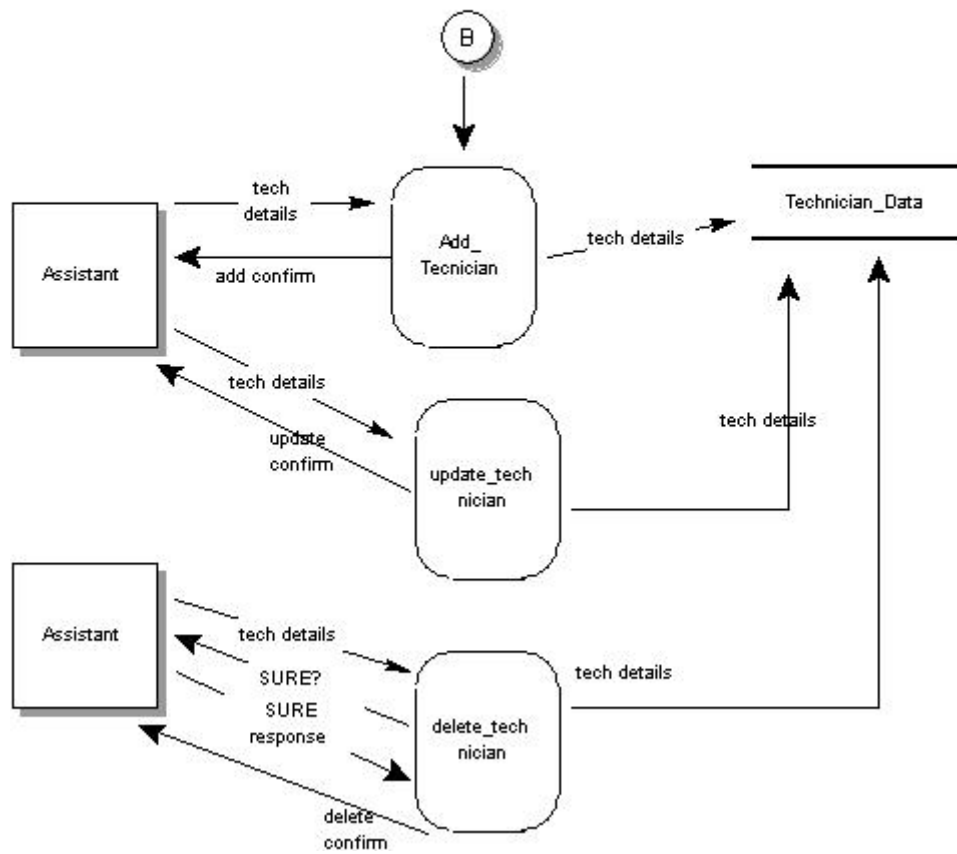 B
tech
details
Technician_Data
Add_
Tecnician
tech details
Assistant
add confirm
tech details
update
confirm
tech details
update_tech
nician
Assistant
tech details
SURE?
SURE
response
tech details
delete_tech
nician
delete
confirm